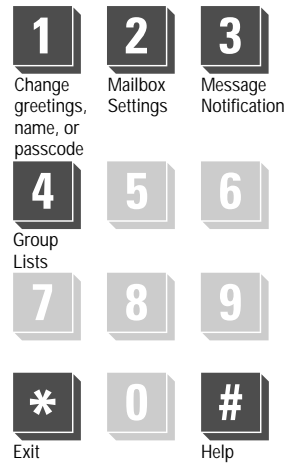 1
2
3
Change
greetings,
name, or
passcode
Mailbox
Settings
Message
Notification
4
5
6
Group
Lists
7
8
9
*
0
#
Exit
Help